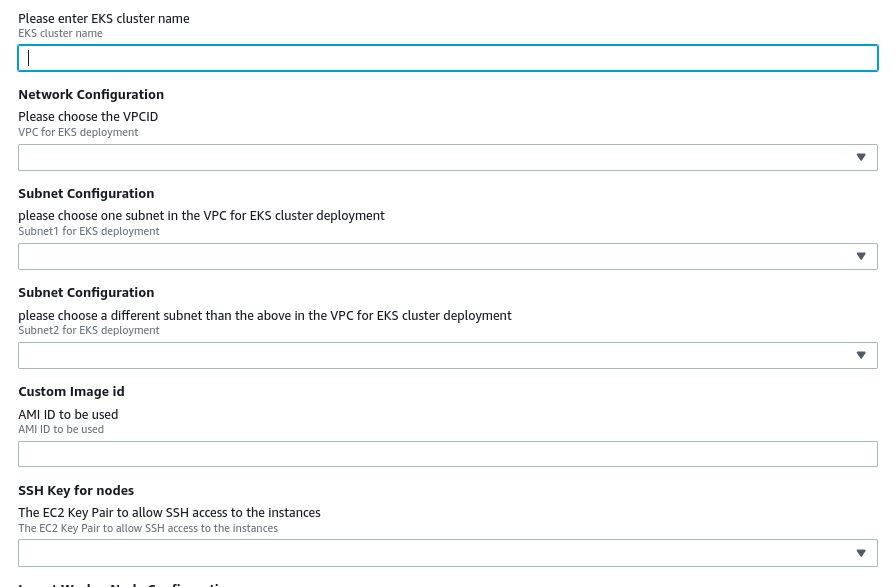 Please enter EKS cluster name
EKS cluster name
Network Configuration
Please choose the VPCID
VPC for EKS deployment
Subnet Configuration
please choose one subnet in the VPC for EKS cluster deployment
Subnet1 for EKS deployment
Subnet Configuration
please choose a different subnet than the above in the VPC for EKS cluster deployment
Subnet2 for EKS deployment
Custom Image id
AMI ID to be used
AMI ID to be used
SSH Key for nodes
The EC2 Key Pair to allow SSH access to the instances
The EC2 Key Pair to allow SSH access to the instances